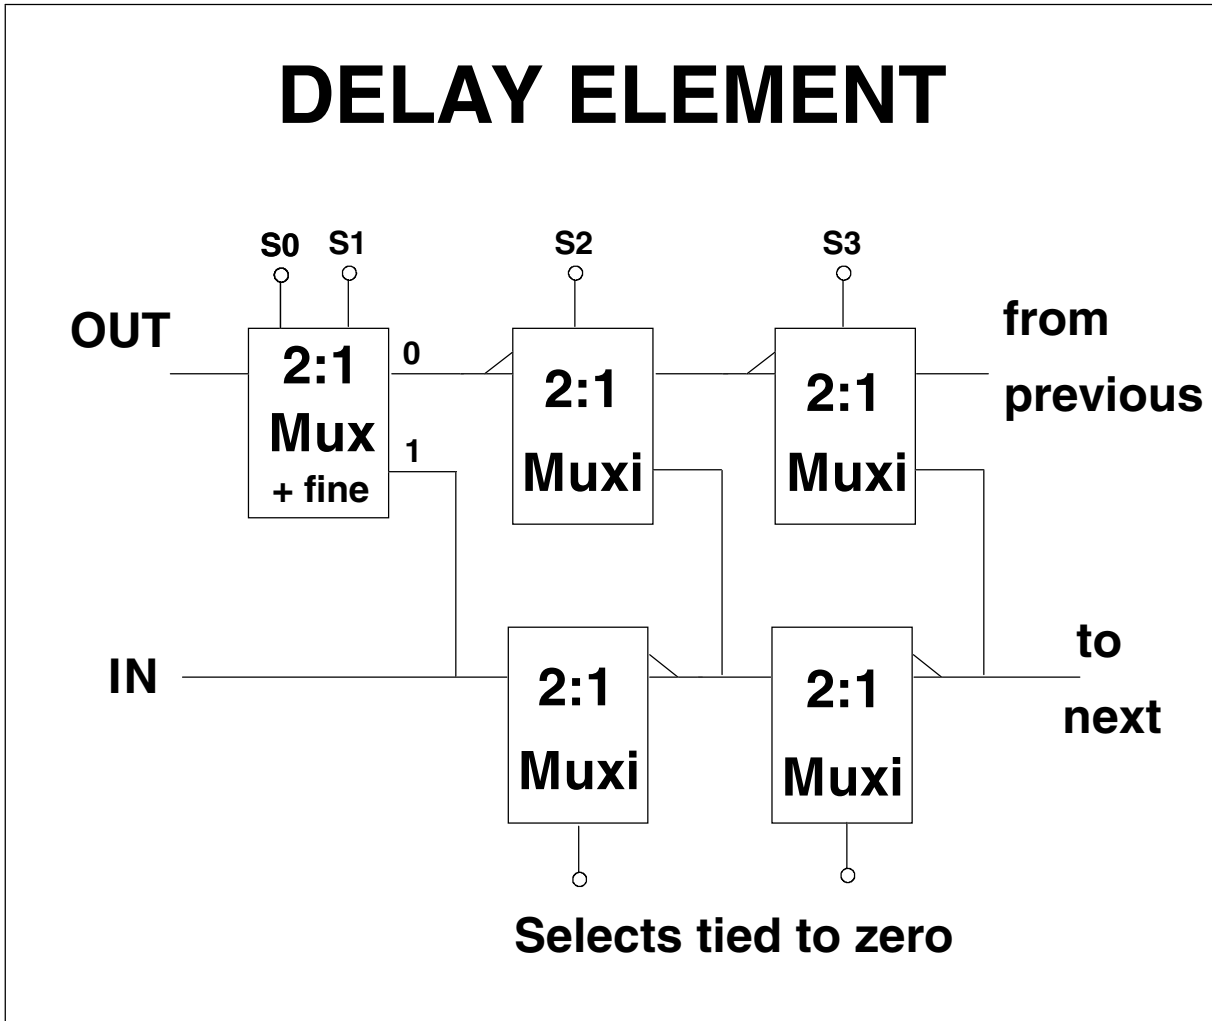 DELAY ELEMENT
S0 S1 S2 S3
OUT
2:1
Mux
+ fine
0
1
2:1
Muxi
2:1
Muxi
from
previous
IN
2:1
Muxi
2:1
Muxi
to
next
Selects tied to zero